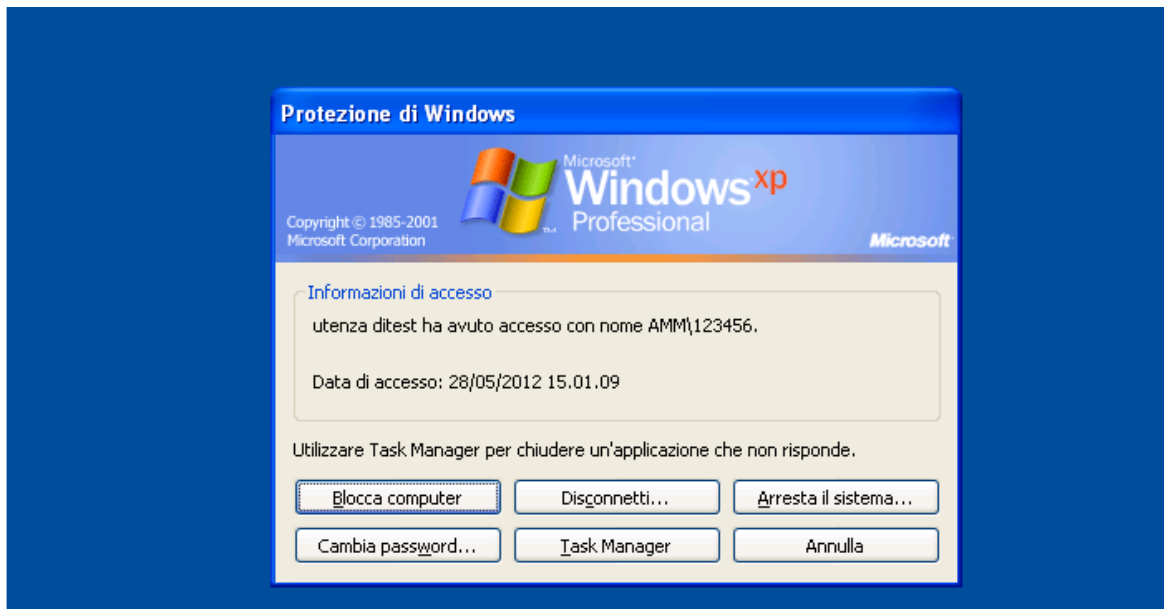 Protezione di Windows
Microsoft®
Windows xp
Professional
Copyright © 1985-2001
Microsoft Corporation
Microsoft
Informazioni di accesso
utenza ditest ha avuto accesso con nome AMM\123456.
Data di accesso: 28/05/2012 15.01.09
Utilizzare Task Manager per chiudere un'applicazione che non risponde.
Blocca computer
Disconnetti...
Arresta il sistema...
Cambia password...
Task Manager
Annulla